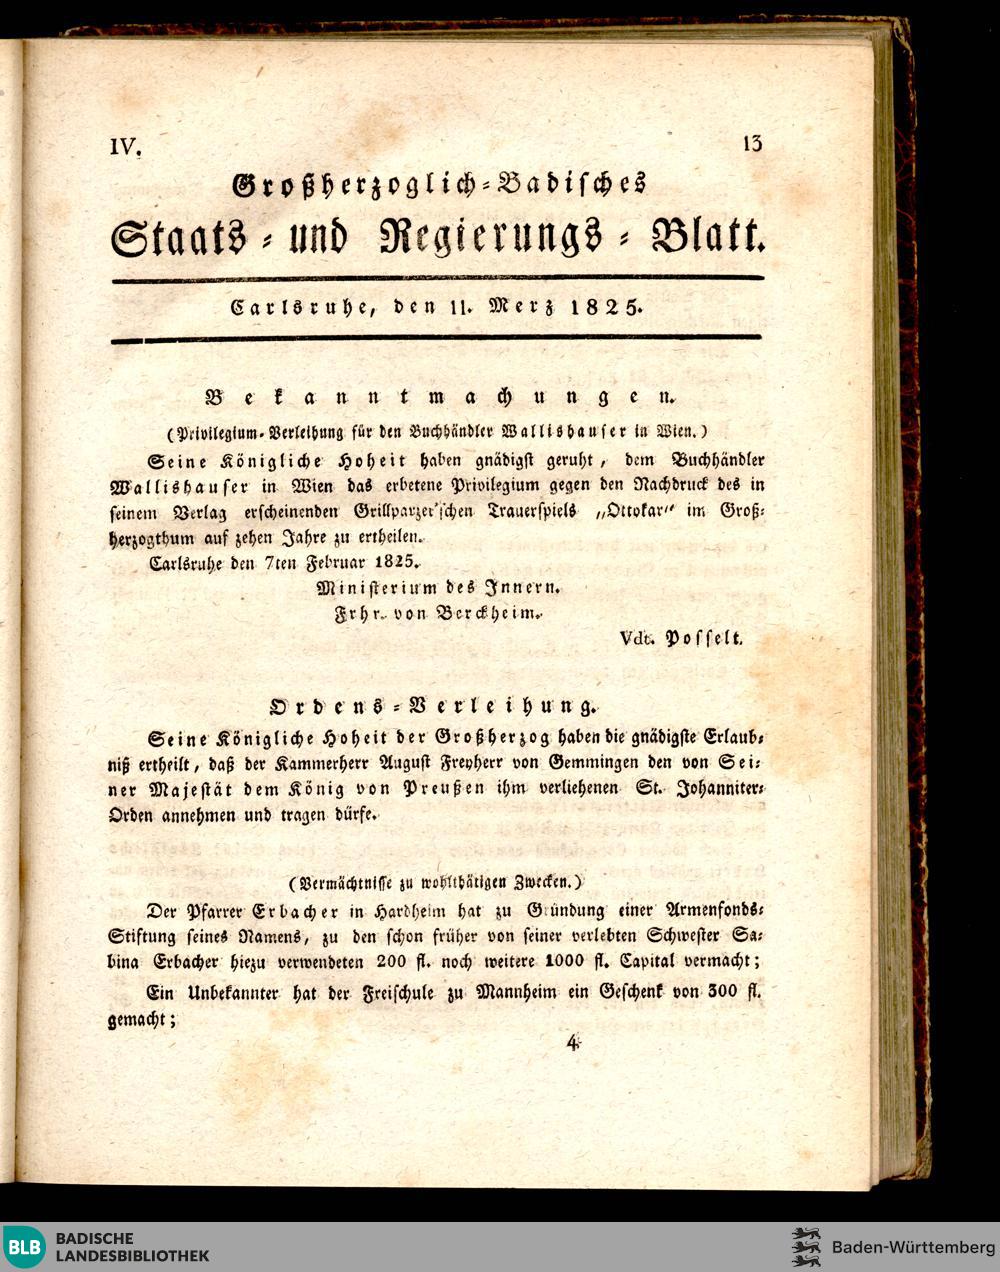 IV.
13
Großherzoglich-Badisches
Staats- und Regierungs-Blatt.
Carlsruhe, den 11. Merz 1825.
Bekanntmachungen.
(Privilegium-Verleihung für den Buchhändler Wallishauser in Wien.)
Seine Königliche Hoheit haben gnädigst geruht, dem Buchhändler
Wallishauser in Wien das erbetene Privilegium gegen den Nachdruck des in
seinem Verlag erscheinenden Grillparzer'schen Trauerspiels „Ottokar“ im Groß-
herzogthum auf zehen Jahre zu ertheilen.
Carlsruhe den 7ten Februar 1825.
Ministerium des Innern.
Frhr. von Berckheim.
Vdt. Posselt.
Ordens-Verleihung.
Seine Königliche Hoheit der Großherzog haben die gnädigste Erlaub-
niß ertheilt, daß der Kammerherr August Freyherr von Gemmingen den von Sei-
ner Majestät dem König von Preußen ihm verliehenen St. Johanniter-
Orden annehmen und tragen dürfe.
(Vermächtnisse zu wohlthätigen Zwecken.)
Der Pfarrer Erbacher in Hardheim hat zu Gründung einer Armenfonds-
Stiftung seines Namens, zu den schon früher von seiner verlebten Schwester Sa-
bina Erbacher hiezu verwendeten 200 fl. noch weitere 1000 fl. Capital vermacht;
Ein Unbekannter hat der Freischule zu Mannheim ein Geschenk von 300 fl.
gemacht;
4
BLB BADISCHE
LANDESBIBLIOTHEK
Baden-Württemberg